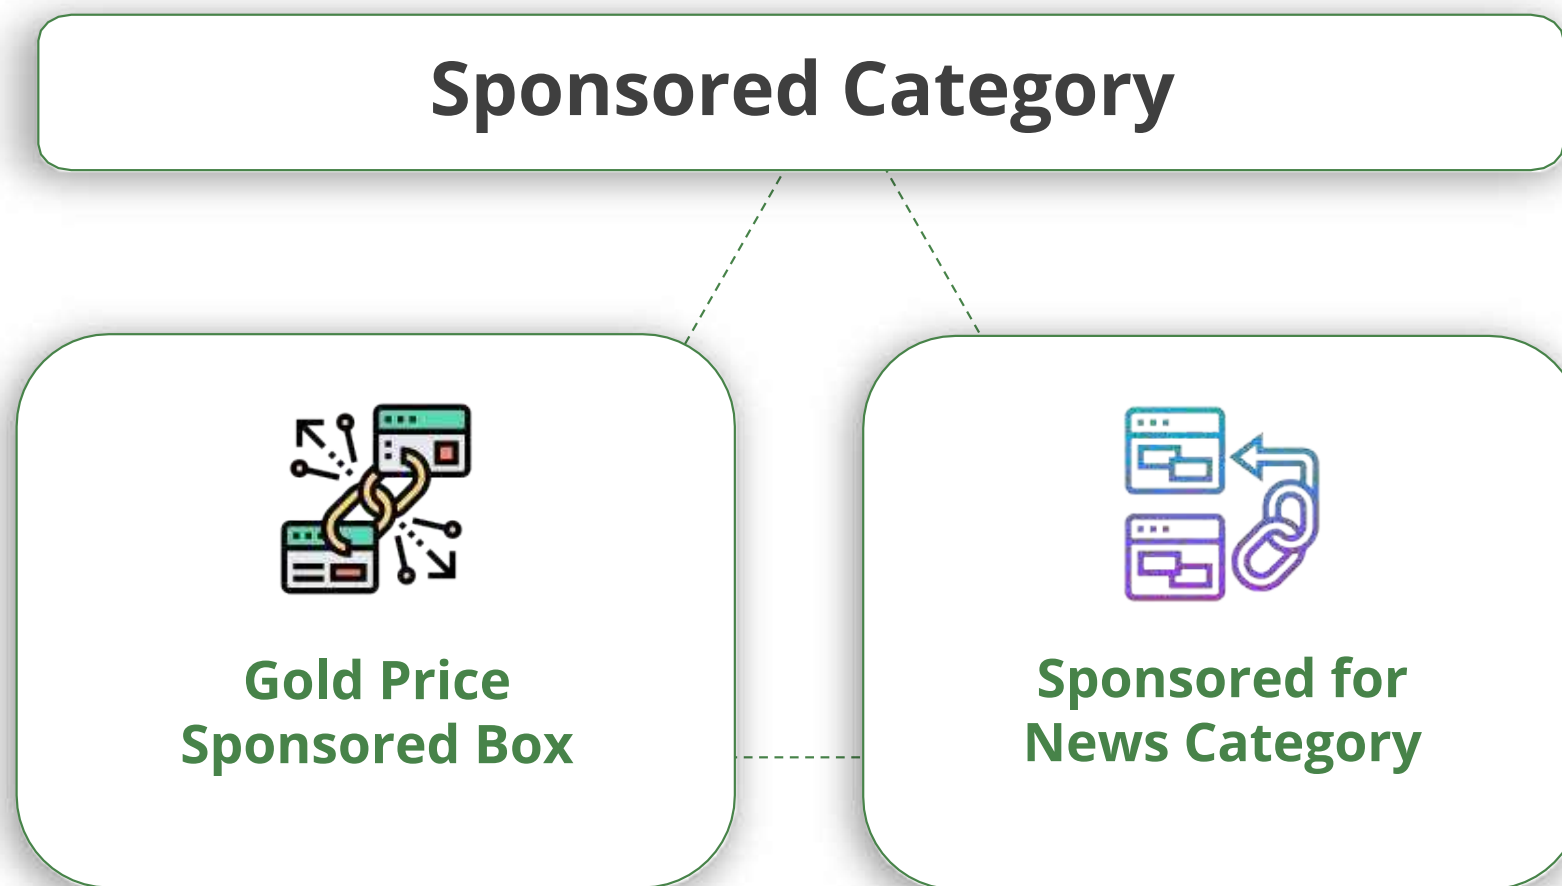 Sponsored Category
Gold Price
Sponsored Box
Sponsored for
News Category